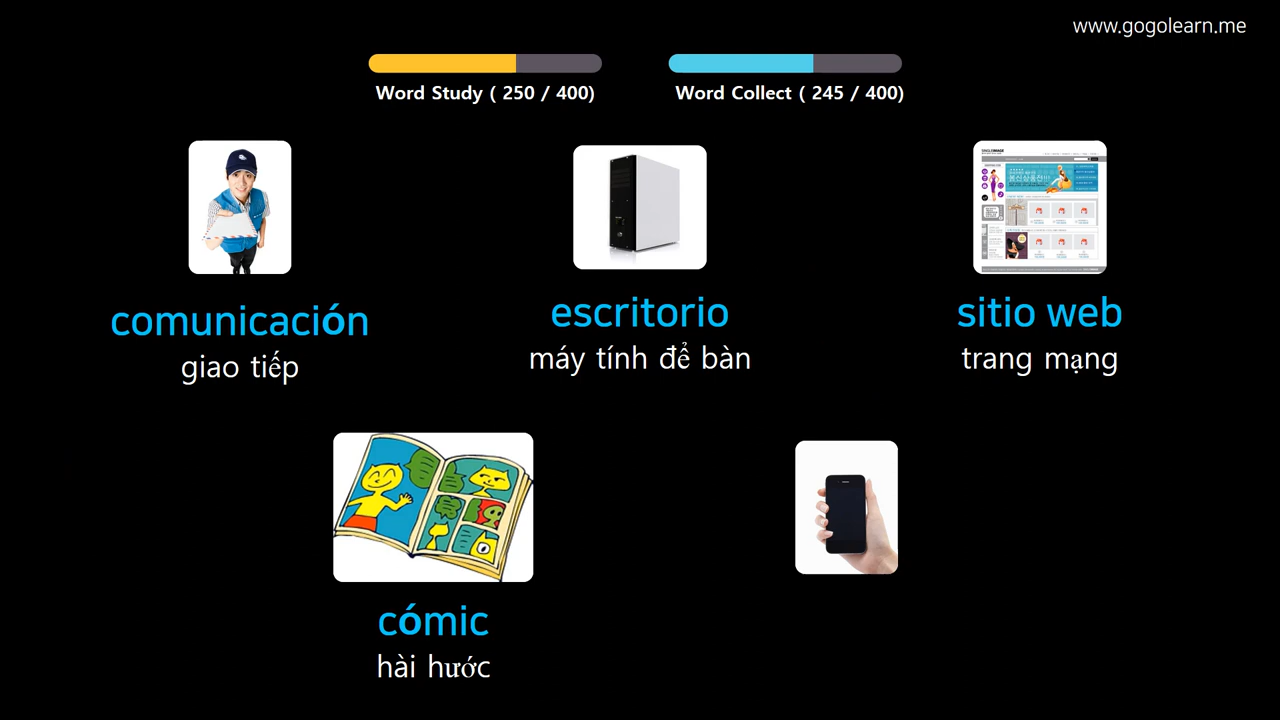 www.gogolearn.me
Word Study ( 250 / 400)
Word Collect ( 245 / 400)
comunicación
giao tiếp
escritorio
máy tính để bàn
sitio web
trang mạng
cómic
hài hước